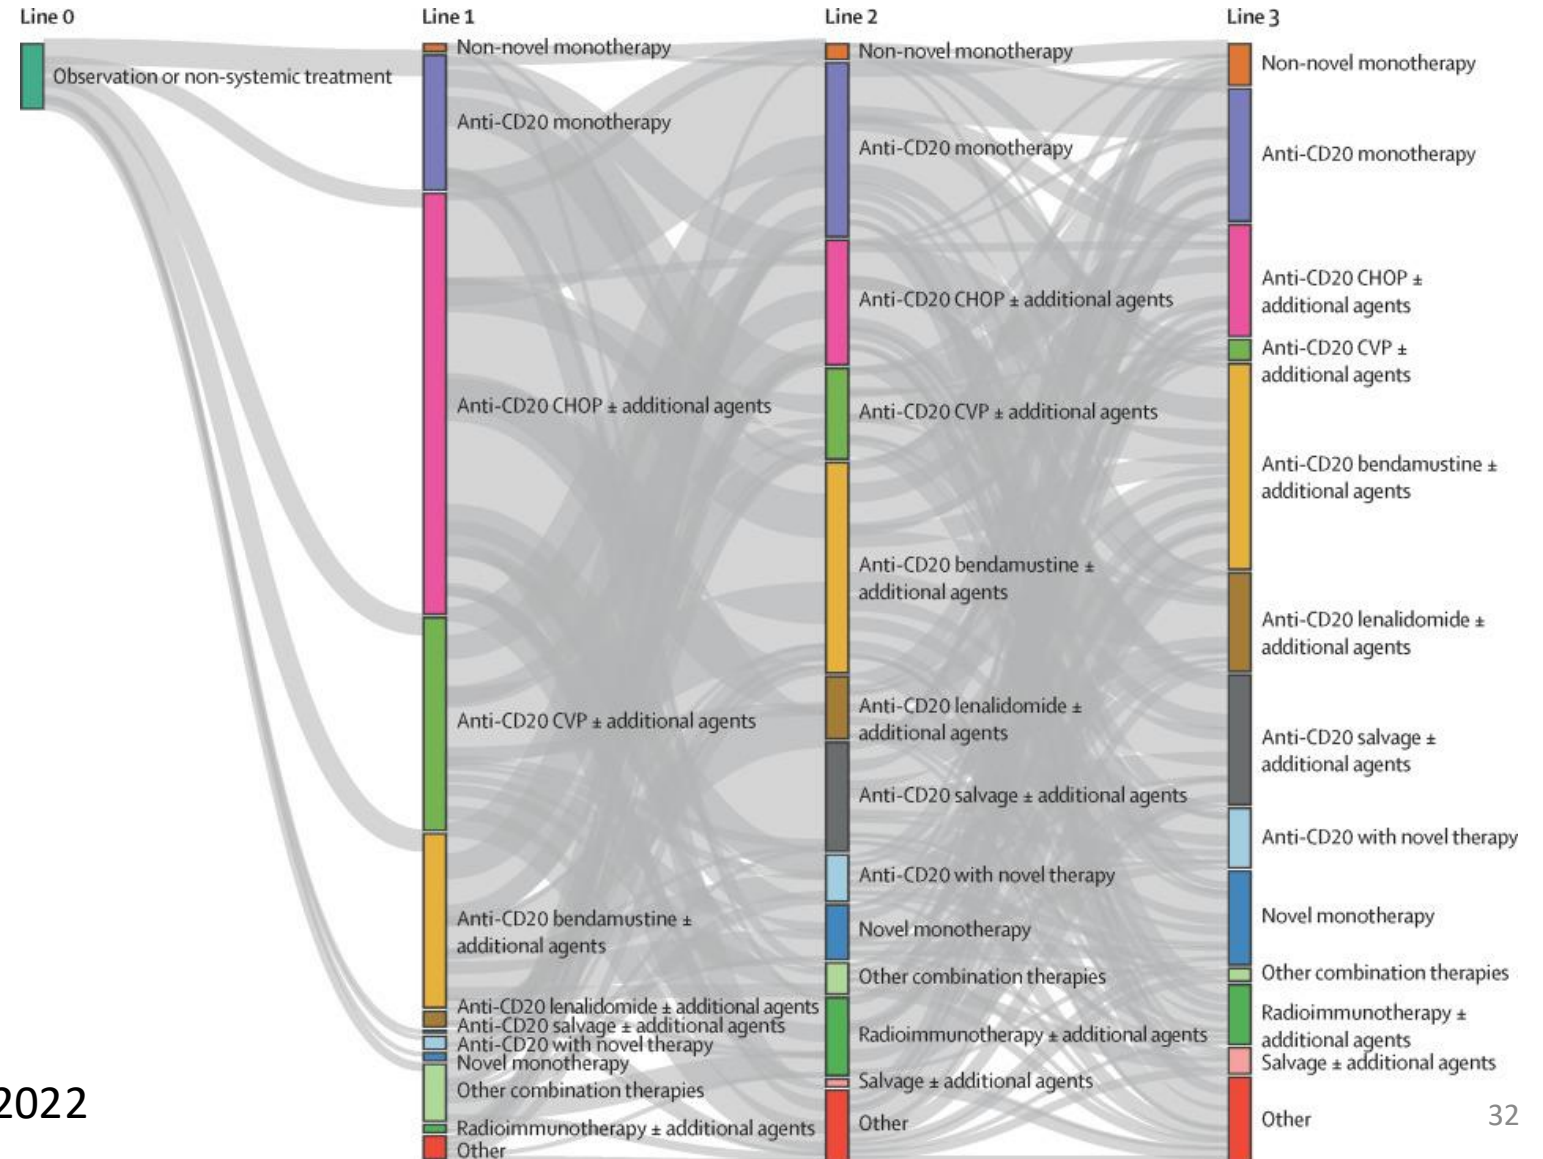 Line 0
Line 1
Line 2
Line 3
Observation or non-systemic treatment
Non-novel monotherapy
Anti-CD20 monotherapy
Anti-CD20 CHOP ± additional agents
Anti-CD20 CVP ± additional agents
Anti-CD20 bendamustine ±
additional agents
Anti-CD20 lenalidomide ± additional agents
Anti-CD20 salvage ± additional agents
Anti-CD20 with novel therapy
Novel monotherapy
Other combination therapies
Radioimmunotherapy ± additional agents
Other
Non-novel monotherapy
Anti-CD20 monotherapy
Anti-CD20 CHOP ± additional agents
Anti-CD20 CVP ± additional agents
Anti-CD20 bendamustine ±
additional agents
Anti-CD20 lenalidomide ±
additional agents
Anti-CD20 salvage ± additional agents
Anti-CD20 with novel therapy
Novel monotherapy
Other combination therapies
Radioimmunotherapy ± additional agents
Salvage ± additional agents
Other
Non-novel monotherapy
Anti-CD20 monotherapy
Anti-CD20 CHOP ±
additional agents
Anti-CD20 CVP ±
additional agents
Anti-CD20 bendamustine ±
additional agents
Anti-CD20 lenalidomide ±
additional agents
Anti-CD20 salvage ±
additional agents
Anti-CD20 with novel therapy
Novel monotherapy
Other combination therapies
Radioimmunotherapy ±
additional agents
Salvage ± additional agents
Other
2022
32